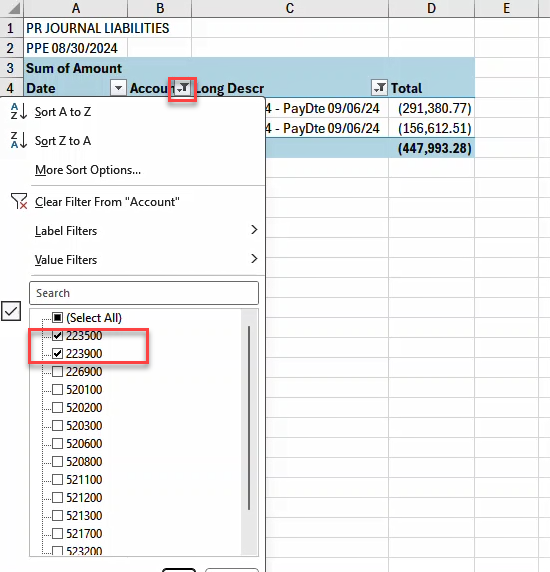 A B C D E
1 PR JOURNAL LIABILITIES
2 PPE 08/30/2024
3 Sum of Amount
4 Date Accoun Long Descr Total
4 - PayDte 09/06/24 (291,380.77)
4 - PayDte 09/06/24 (156,612.51)
(447,993.28)
Sort A to Z
Sort Z to A
More Sort Options...
Clear Filter From "Account"
Label Filters
Value Filters
Search
(Select All)
223500
223900
226900
520100
520200
520300
520600
520800
521100
521200
521300
521700
523200